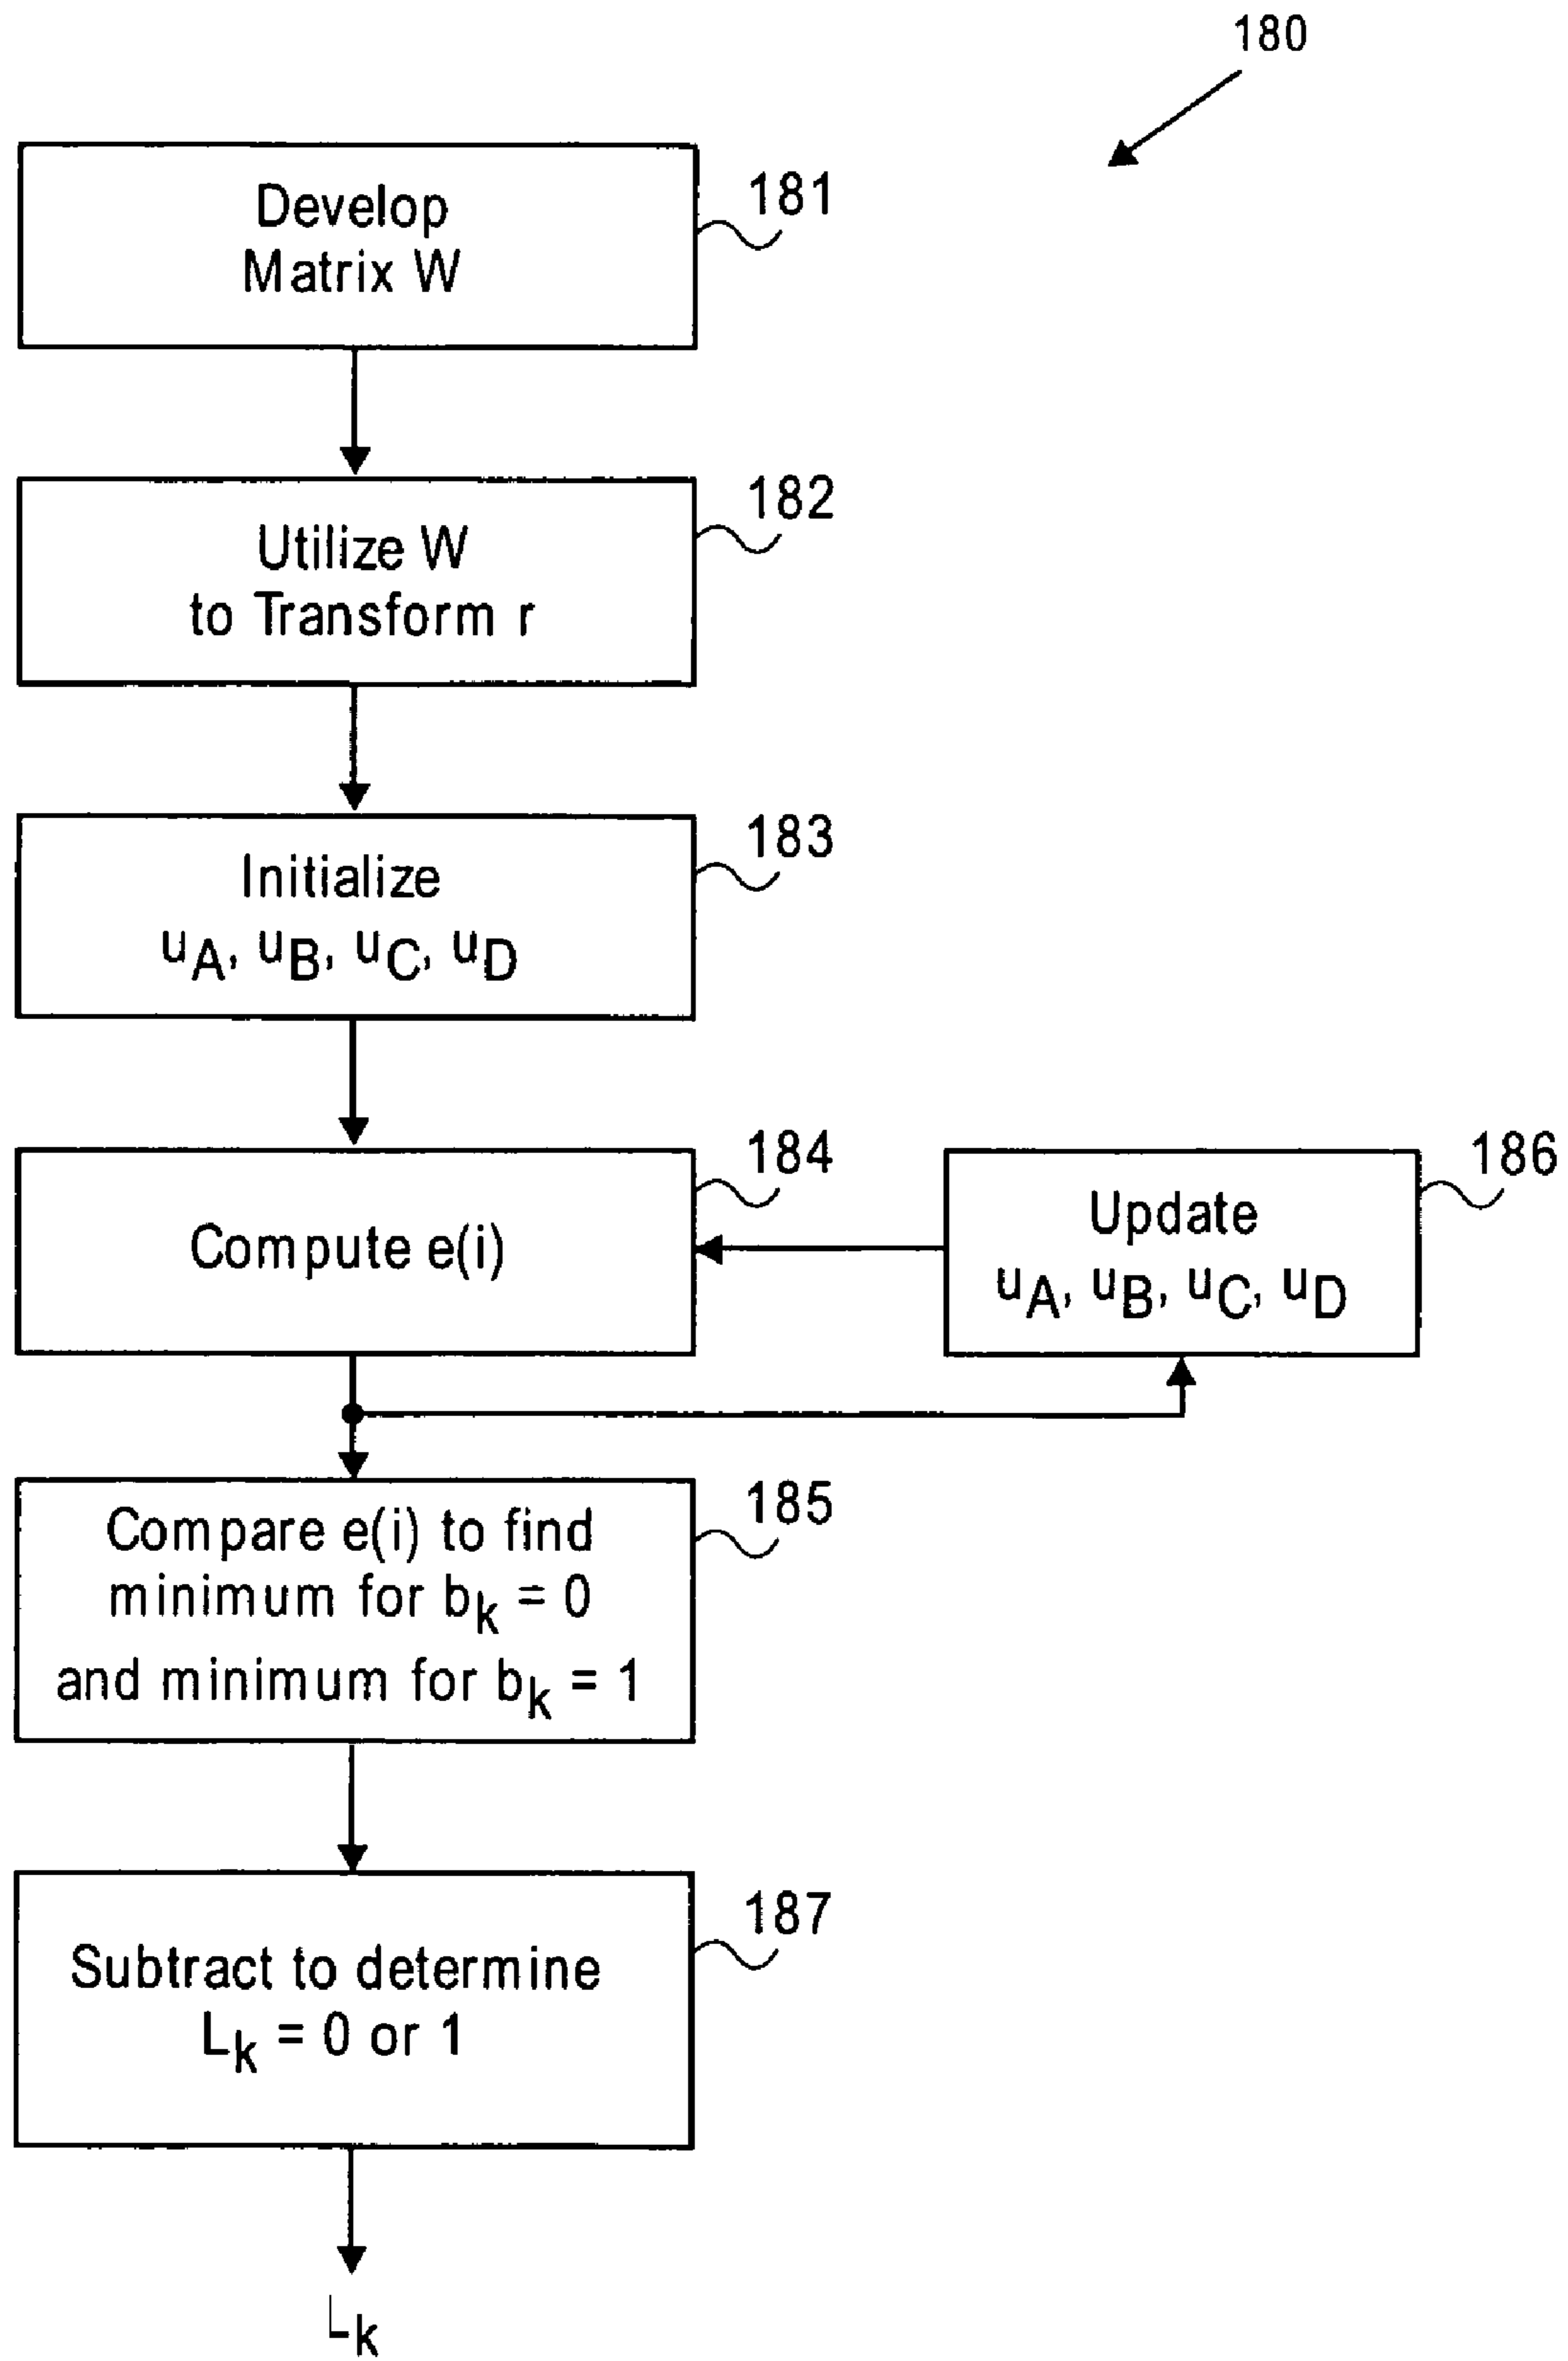 180
Develop
Matrix W
181
Utilize W
to Transform r
182
Initialize
uA, uB, uC, uD
183
Compute e(i)
184
Update
uA, uB, uC, uD
186
Compare e(i) to find
minimum for bk = 0
and minimum for bk = 1
185
Subtract to determine
Lk = 0 or 1
187
Lk